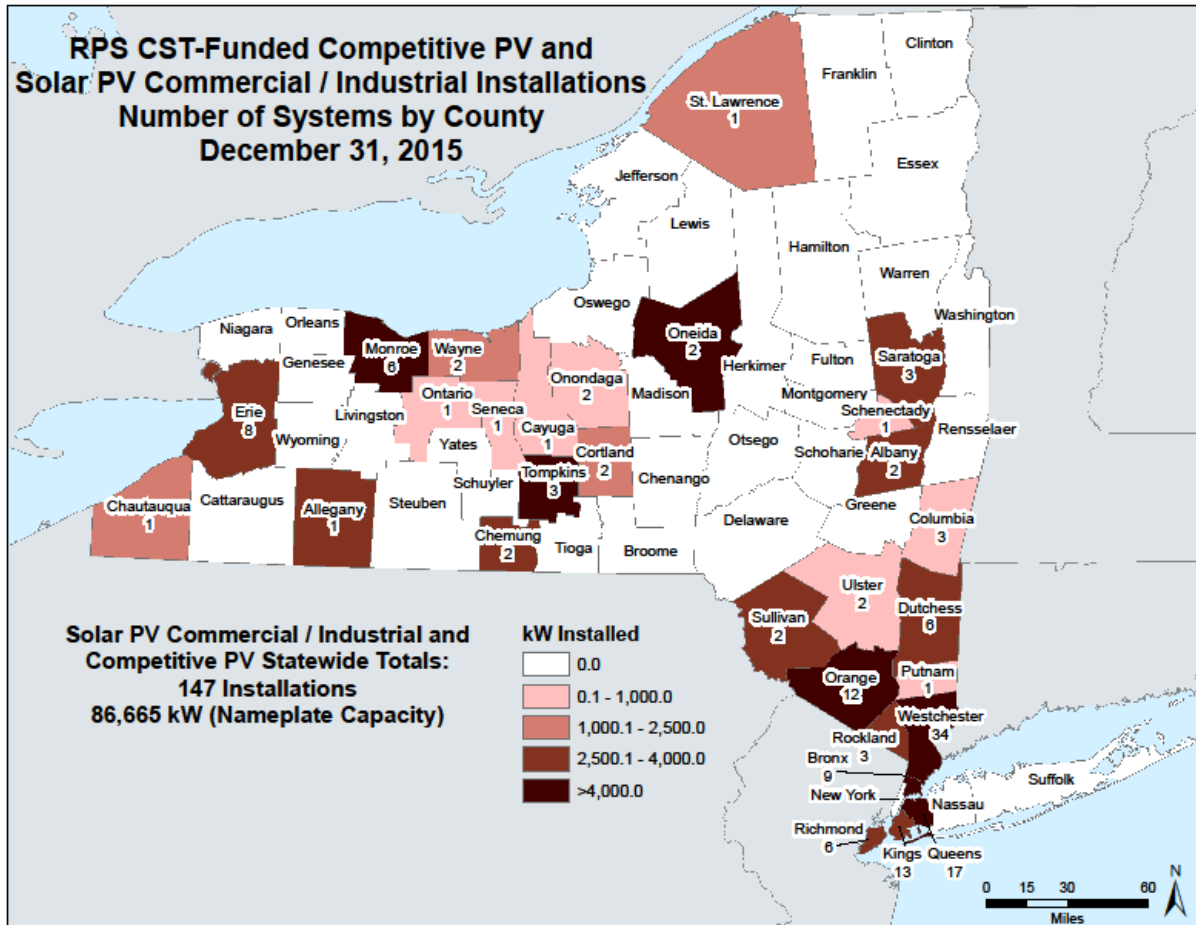 RPS CST-Funded Competitive PV and
Solar PV Commercial / Industrial Installations
Number of Systems by County
December 31, 2015
Clinton
Franklin
St. Lawrence
1
Essex
Jefferson
Lewis
Hamilton
Warren
Washington
Oswego
Oneida
2
Herkimer
Fulton
Saratoga
3
Niagara
Orleans
Monroe
6
Wayne
2
Genesee
Onondaga
2
Madison
Montgomery
Schenectady
1
Rensselaer
Erie
8
Wyoming
Livingston
Ontario
1
Seneca
1
Cayuga
1
Yates
Cortland
2
Otsego
Schoharie
Albany
2
Chautauqua
1
Cattaraugus
Allegany
1
Steuben
Schuyler
Tompkins
3
Chenango
Chemung
2
Tioga
Broome
Delaware
Greene
Columbia
3
Ulster
2
Sullivan
2
Dutchess
6
Orange
12
Putnam
1
Westchester
34
Rockland
3
Bronx
9
New York
Nassau
Suffolk
Richmond
6
Kings
13
Queens
17
Solar PV Commercial / Industrial and
Competitive PV Statewide Totals:
147 Installations
86,665 kW (Nameplate Capacity)
kW Installed
0.0
0.1 - 1,000.0
1,000.1 - 2,500.0
2,500.1 - 4,000.0
>4,000.0
N
0 15 30 60
Miles